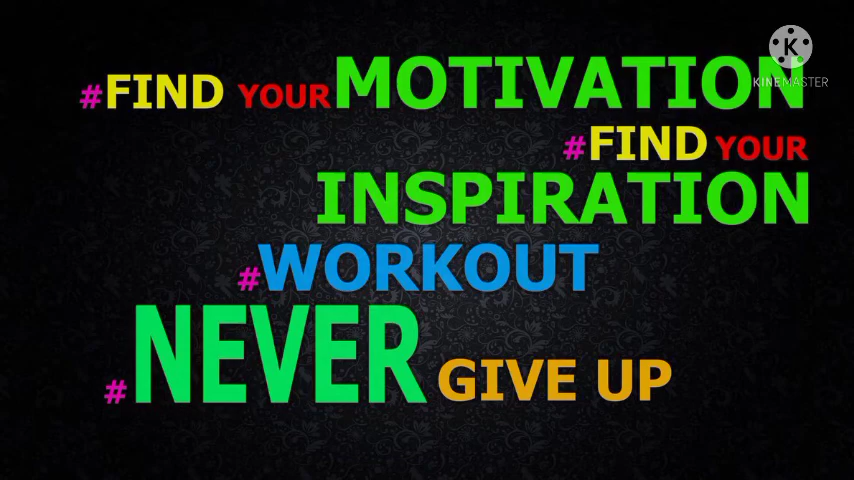 #FIND YOUR MOTIVATION
#FIND YOUR
INSPIRATION
#WORKOUT
#NEVER GIVE UP
K
KINEMASTER